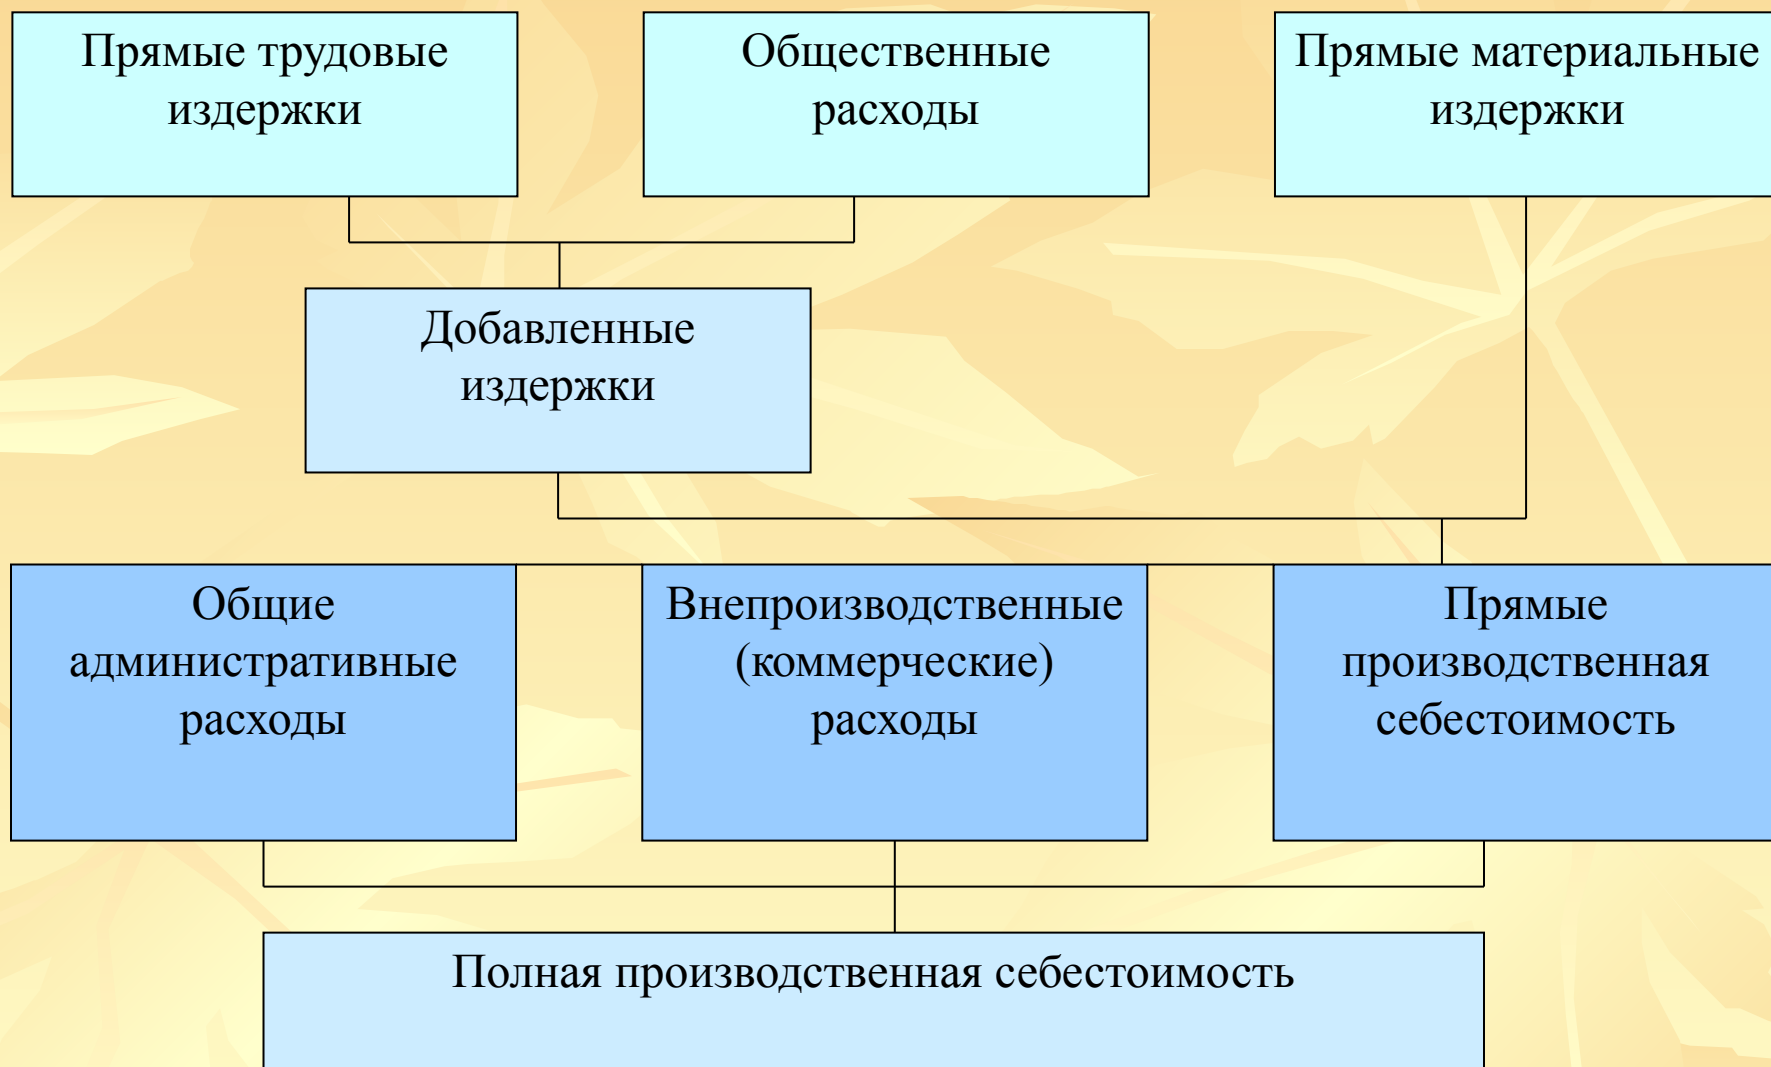 Прямые трудовые
издержки
Общественные
расходы
Прямые материальные
издержки
Добавленные
издержки
Общие
административные
расходы
Внепроизводственные
(коммерческие)
расходы
Прямые
производственная
себестоимость
Полная производственная себестоимость